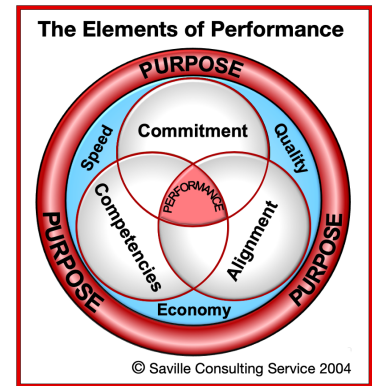 The Elements of Performance
PURPOSE
Speed
Commitment
Quality
PERFORMANCE
Competencies
Alignment
PURPOSE
PURPOSE
Economy
© Saville Consulting Service 2004